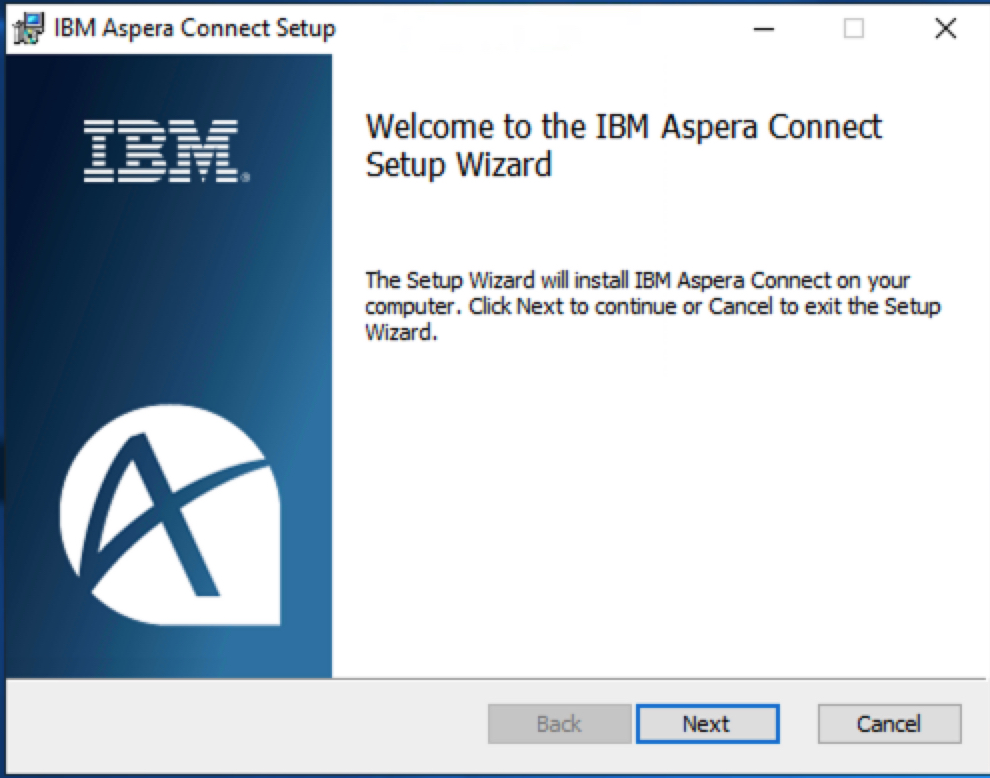 IBM Aspera Connect Setup
IBM®
Welcome to the IBM Aspera Connect
Setup Wizard
The Setup Wizard will install IBM Aspera Connect on your
computer. Click Next to continue or Cancel to exit the Setup
Wizard.
Back
Next
Cancel